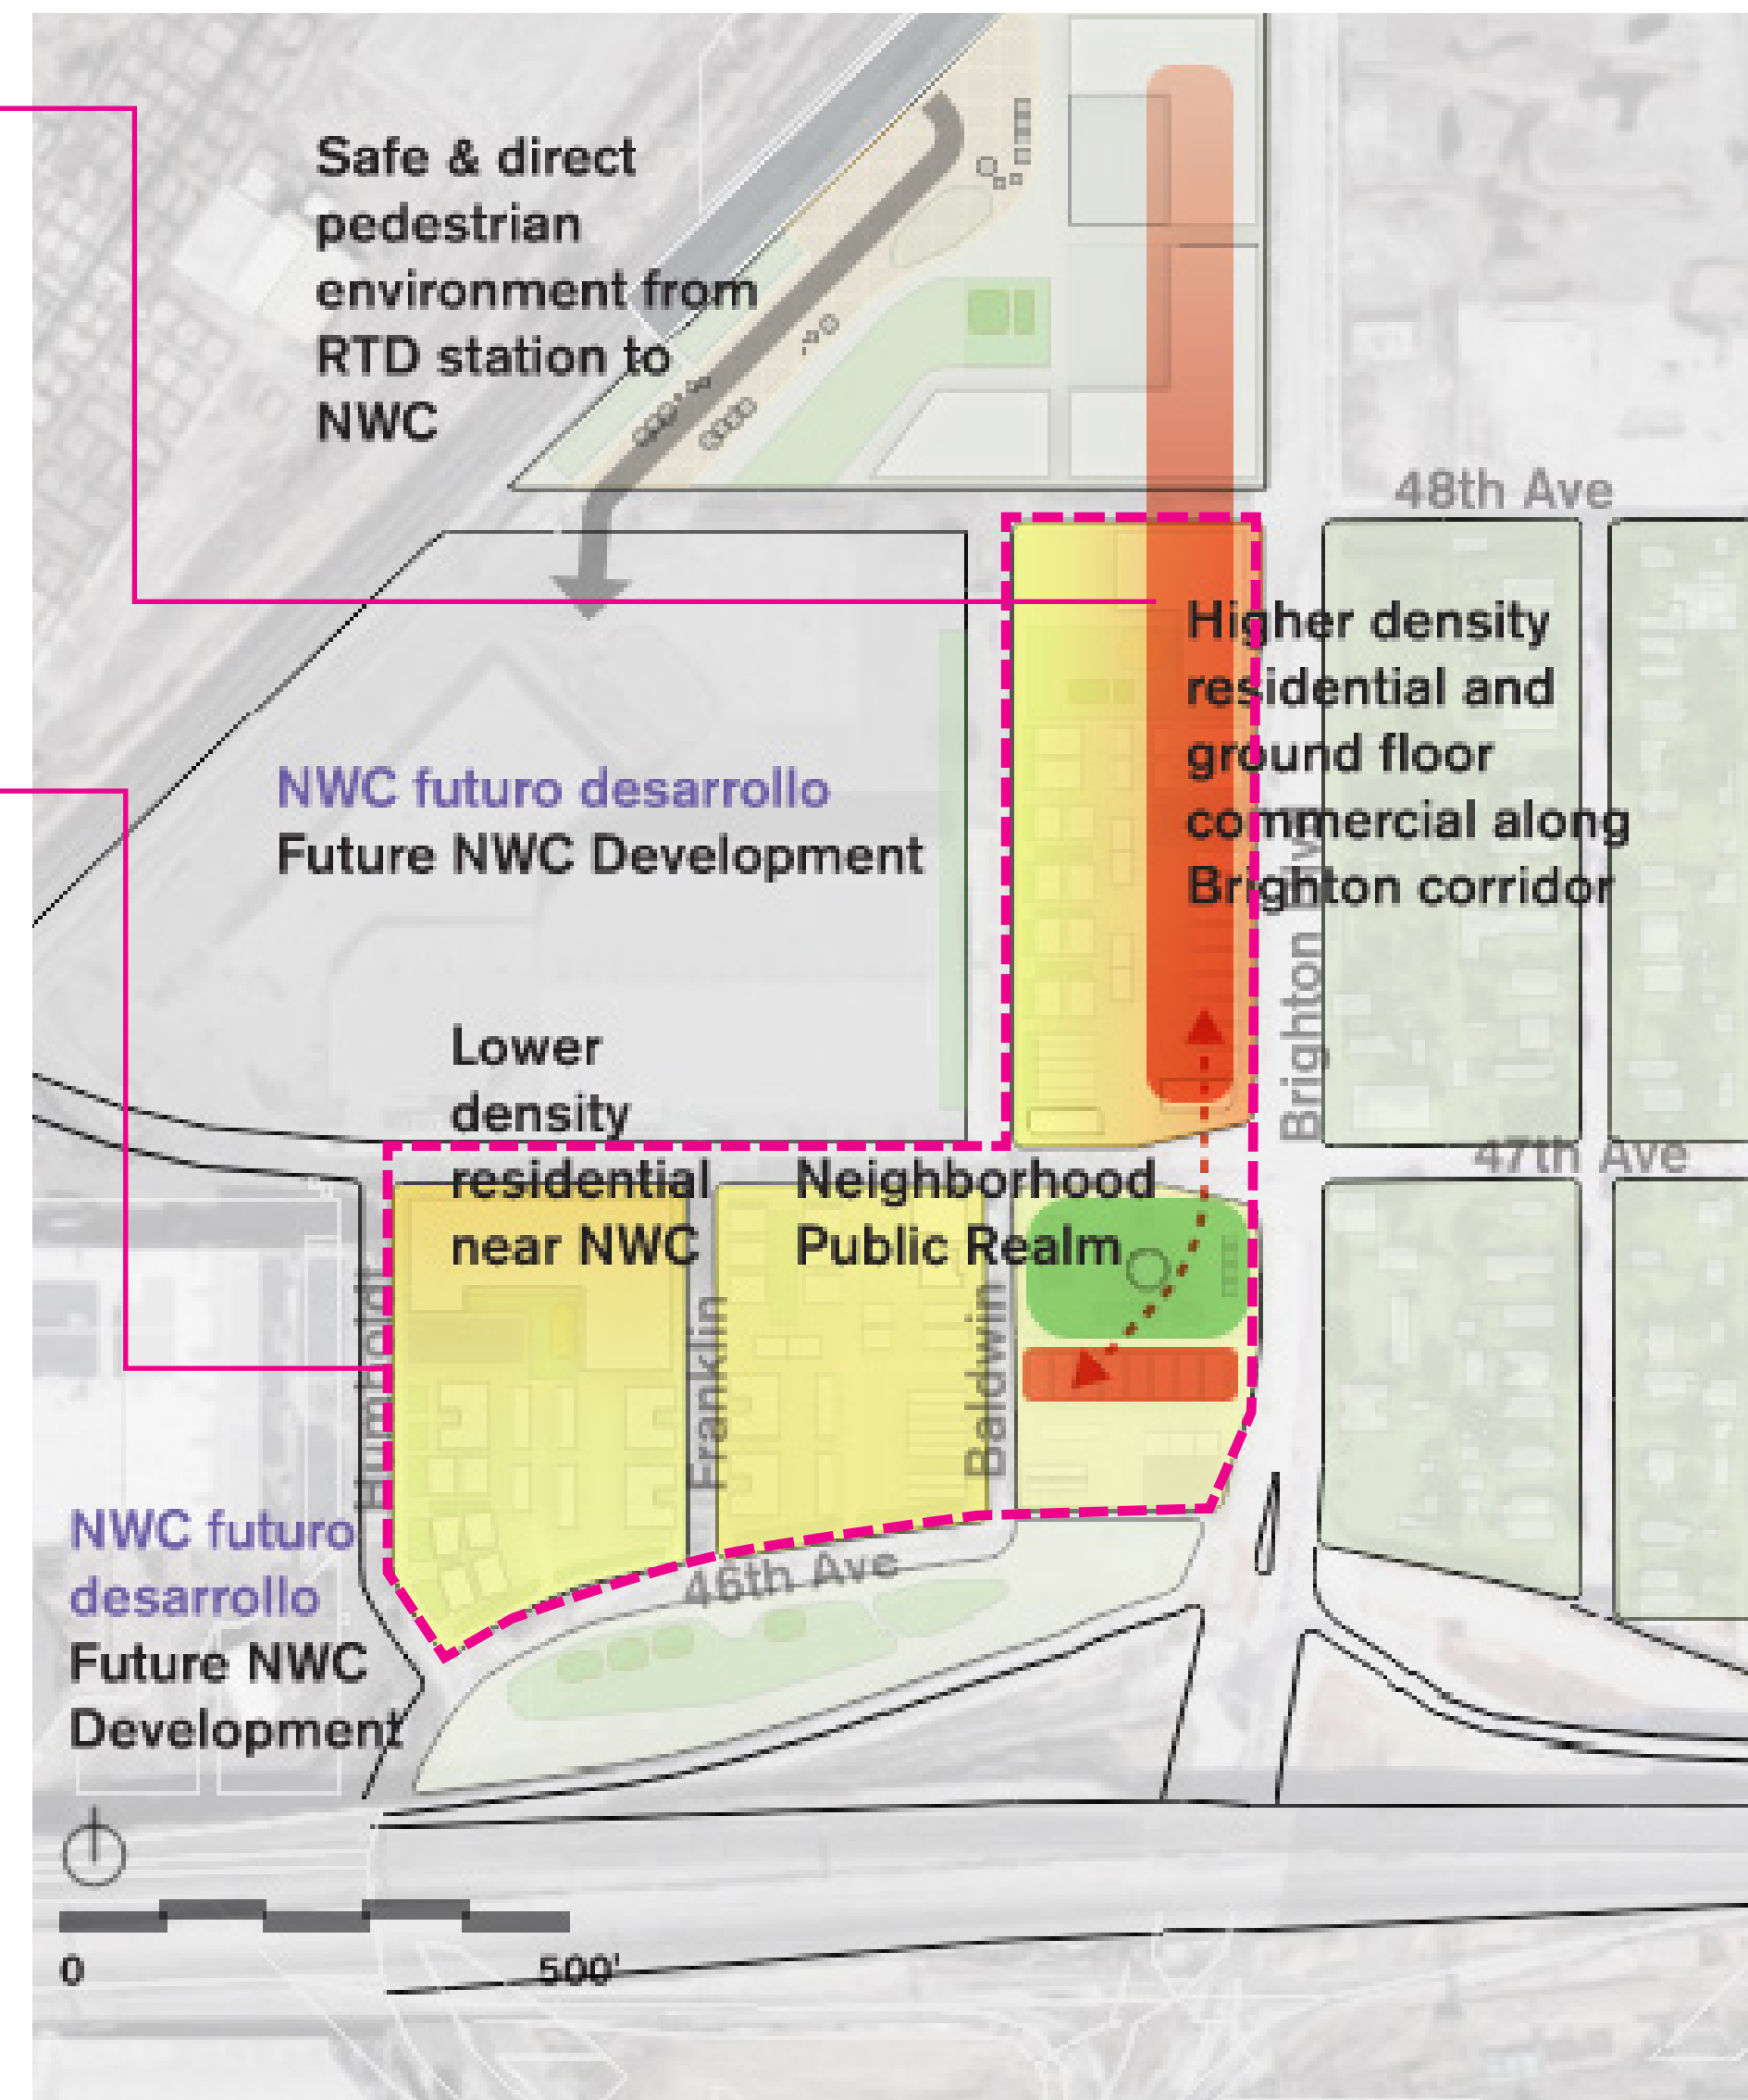 Safe & direct
pedestrian
environment from
RTD station to
NWC
48th Ave
Higher density
residential and
ground floor
commercial along
Brighton corridor
NWC futuro desarrollo
Future NWC Development
Brighton Blvd
Lower
density
residential
near NWC
Neighborhood
Public Realm
47th Ave
Humboldt
Franklin
Baldwin
46th Ave
NWC futuro
desarrollo
Future NWC
Development
0
500'